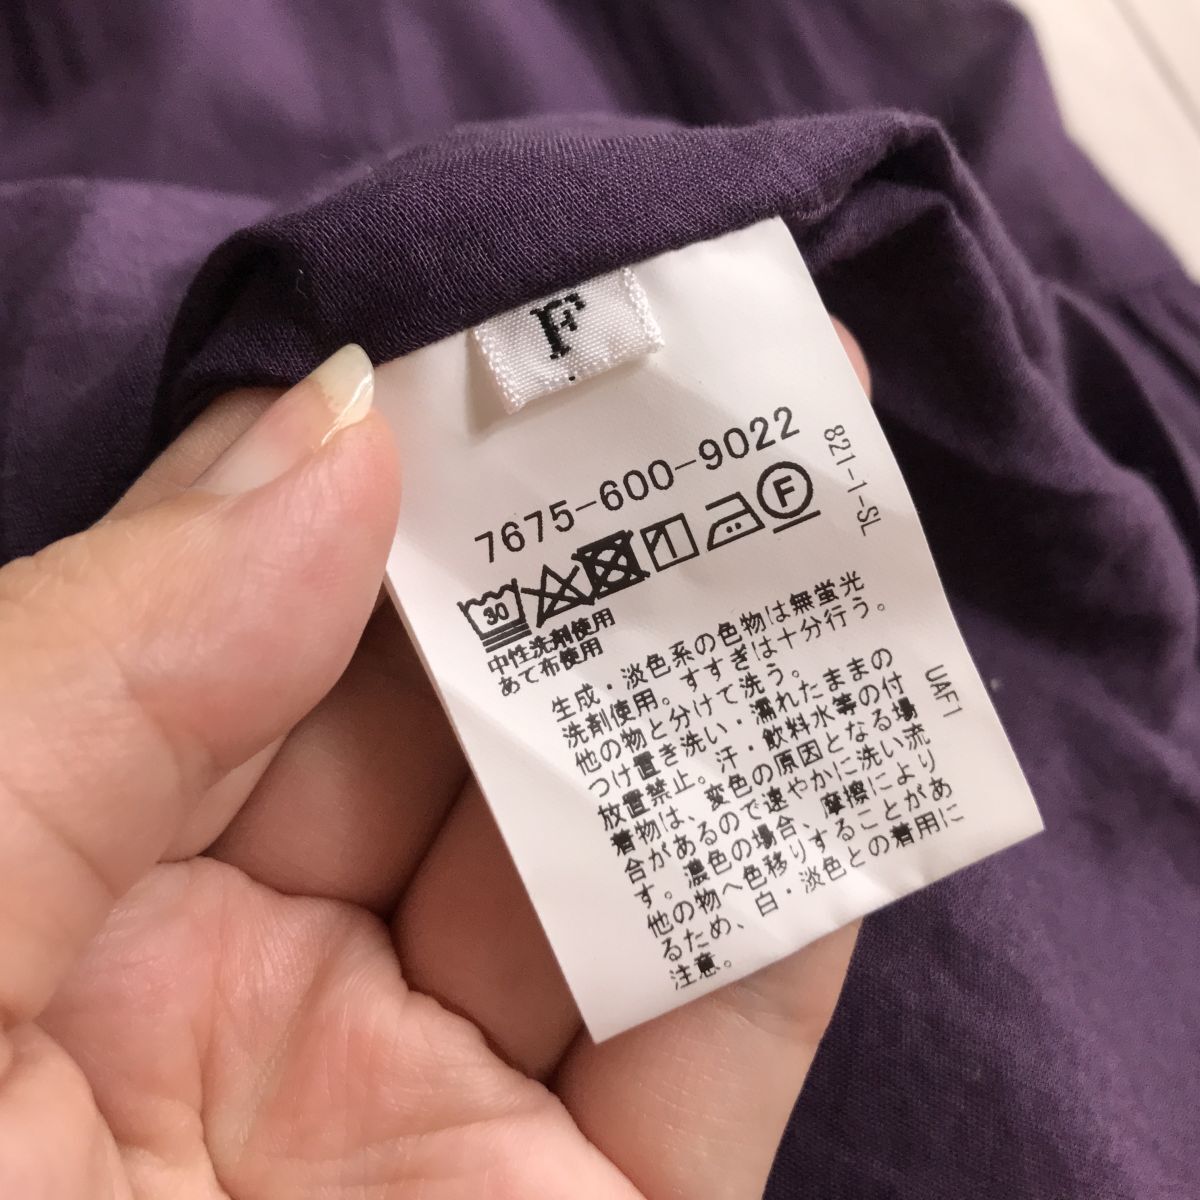 F
7675-600-9022
821-1-SL
30
F
中性洗剤使用
あて布使用
生成・淡色系の色物は無蛍光
洗剤使用。すすぎは十分行う。
他の物と分けて洗う。
つけ置き洗い・濡れたままの
放置禁止。汗・飲料水等の付
着物は、変色の原因となる場
合があるので速やかに洗い流
す。濃色の場合、摩擦により
他の物へ色移りすることがあ
るため、白・淡色との着用に
注意。
UAF1